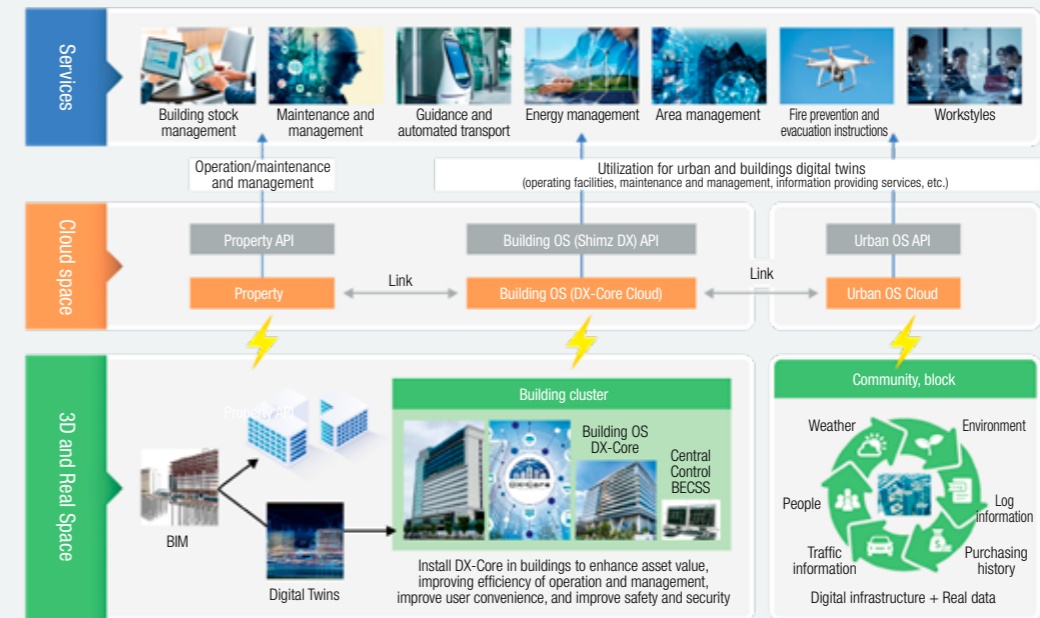 Services
Building stock
management
Maintenance and
management
Guidance and
automated transport
Energy management
Area management
Fire prevention and
evacuation instructions
Workstyles
Operation/maintenance
and management
Utilization for urban and buildings digital twins
(operating facilities, maintenance and management, information providing services, etc.)
Cloud space
Property API
Building OS (Shimz DX) API
Urban OS API
Property
Link
Building OS (DX-Core Cloud)
Link
Urban OS Cloud
3D and Real Space
Property API
BIM
Digital Twins
Building cluster
DX-Core
Building OS
DX-Core
Central
Control
BECSS
Install DX-Core in buildings to enhance asset value,
improving efficiency of operation and management,
improve user convenience, and improve safety and security
Community, block
Weather
Environment
People
Log
information
Traffic
information
Purchasing
history
Digital infrastructure + Real data